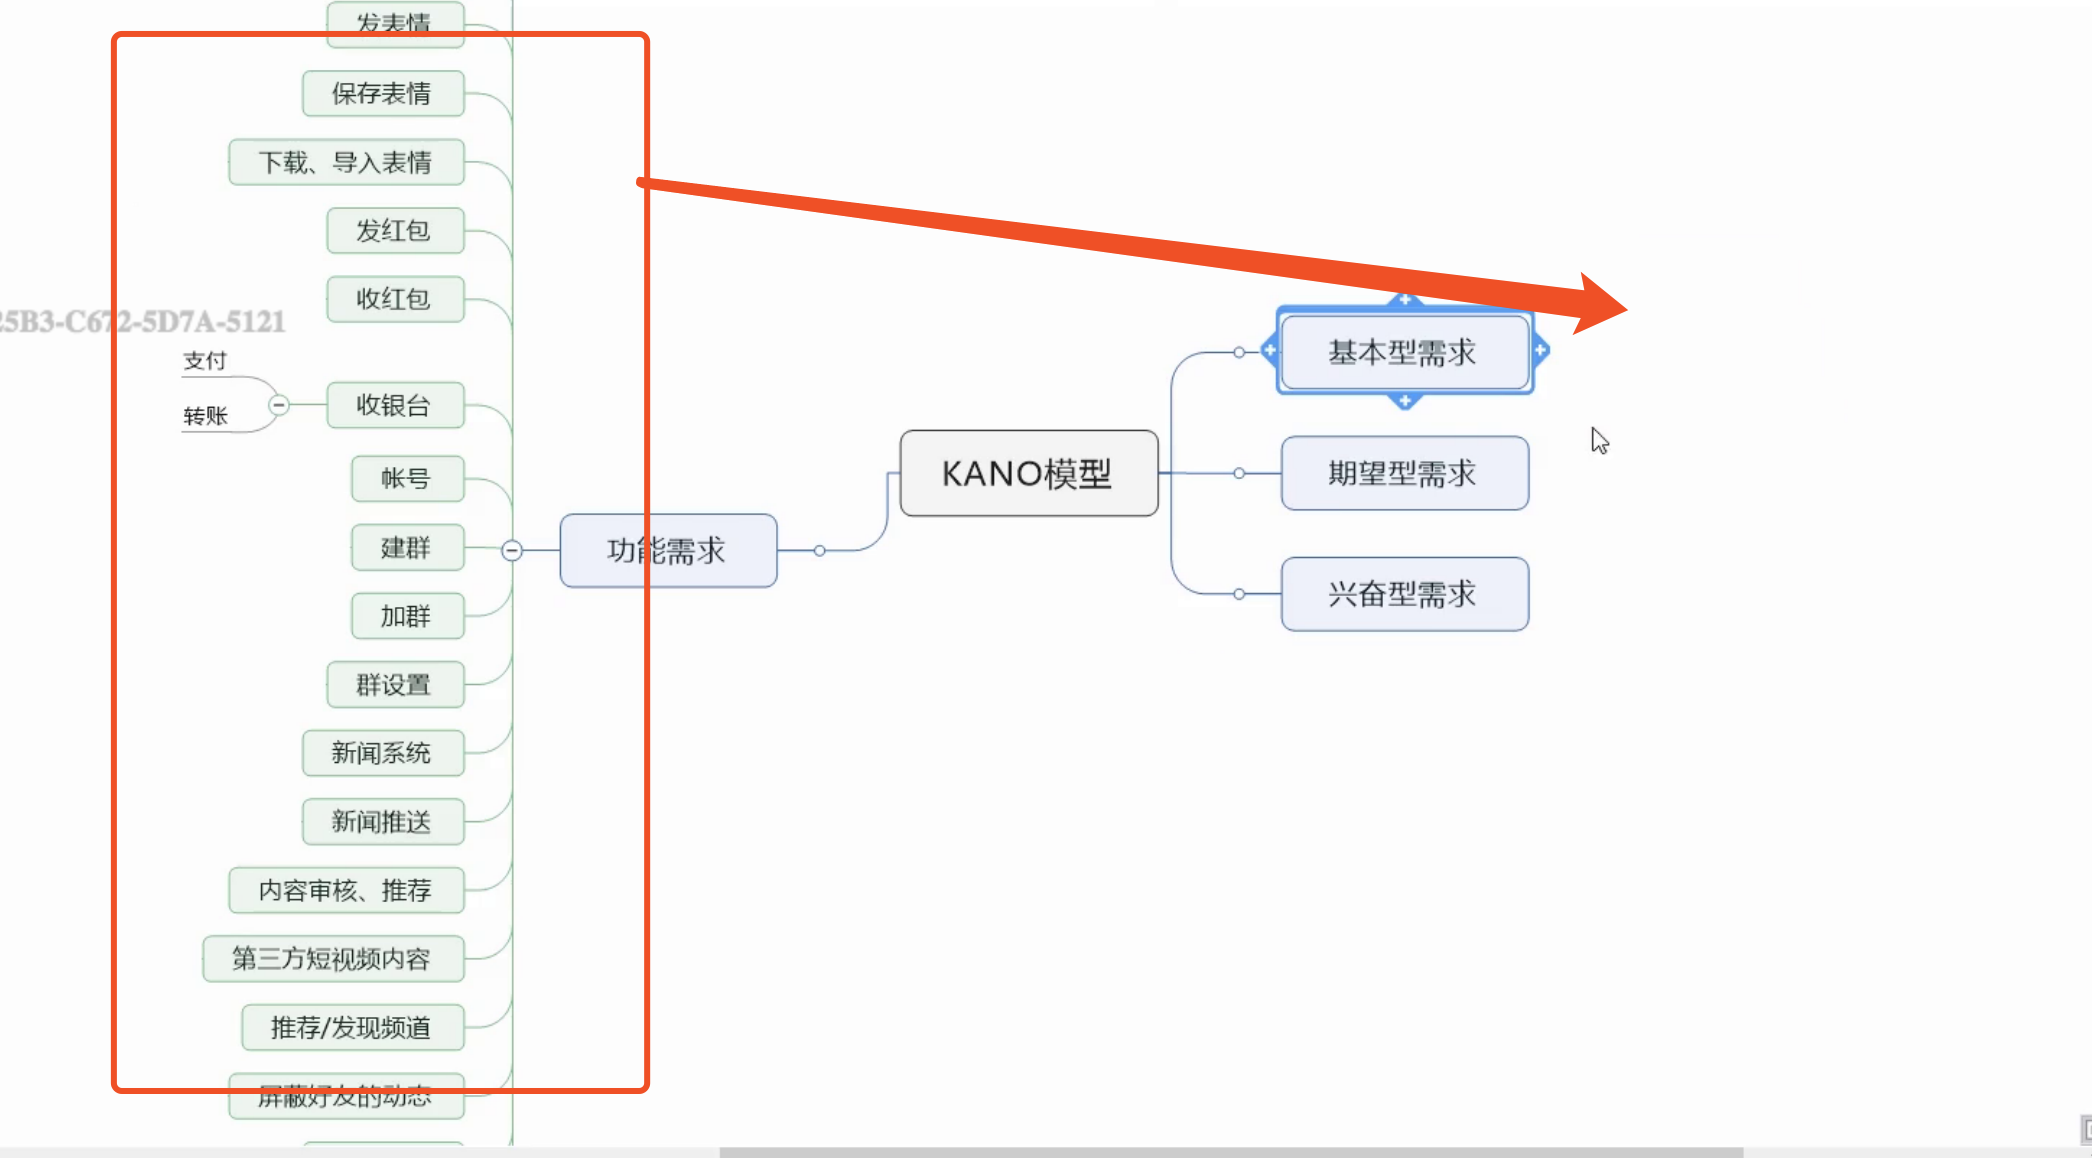 发表情
保存表情
下载、导入表情
发红包
收红包
25B3-C672-5D7A-5121
支付
转账
收银台
帐号
建群
加群
群设置
新闻系统
新闻推送
内容审核、推荐
第三方短视频内容
推荐/发现频道
屏蔽好友的动态
功能需求
KANO模型
基本型需求
期望型需求
兴奋型需求